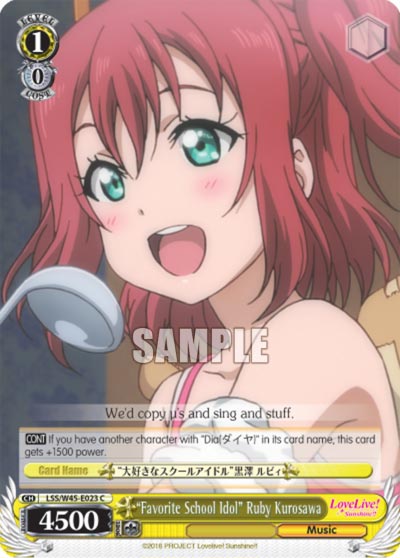 LEVEL
1
0
COST
SAMPLE
We'd copy μ's and sing and stuff.
CONT If you have another character with "Dia(ダイヤ)" in its card name, this card
gets +1500 power.
Card Name
"大好きなスクールアイドル"黒澤 ルビィ
CH LSS/W45-E023 C
4500
"Favorite School Idol" Ruby Kurosawa
Music
LoveLive!
Sunshine!!
©2016 PROJECT Lovelive! Sunshine!!